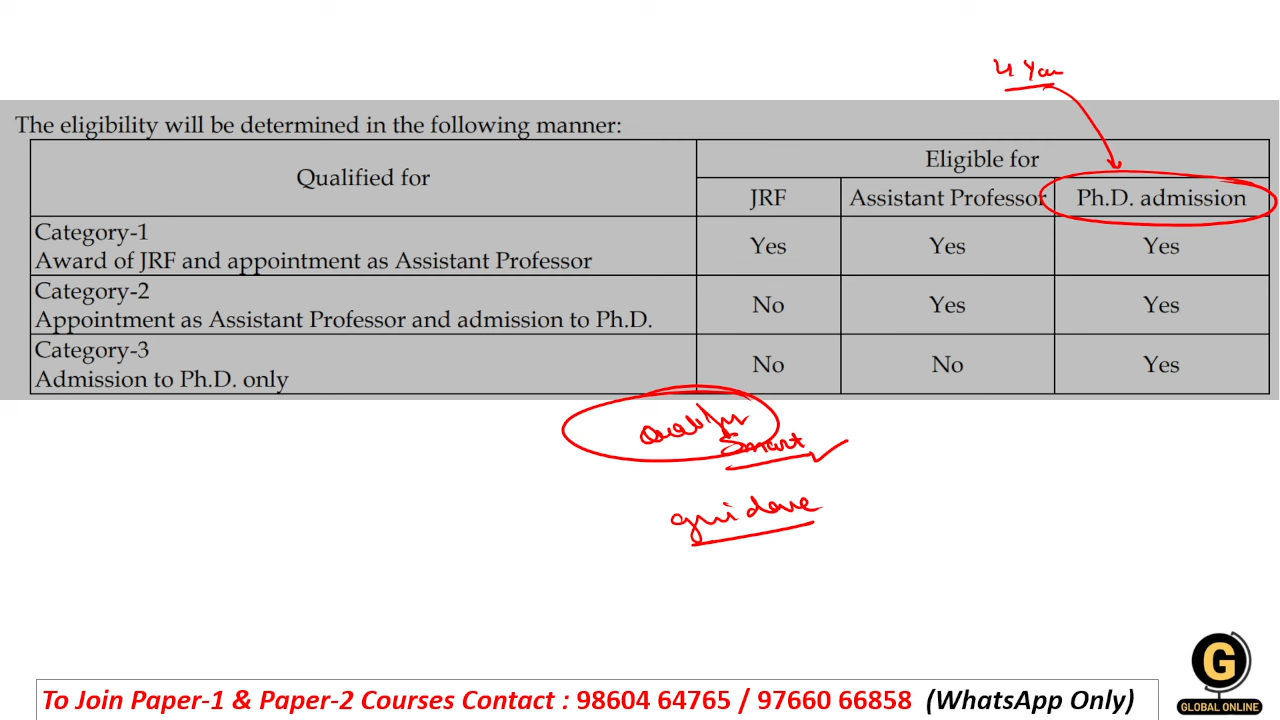 4 Year
The eligibility will be determined in the following manner:
Qualified for
Eligible for
JRF
Assistant Professor
Ph.D. admission
Category-1
Award of JRF and appointment as Assistant Professor
Yes
Yes
Yes
Category-2
Appointment as Assistant Professor and admission to Ph.D.
No
Yes
Yes
Category-3
Admission to Ph.D. only
No
No
Yes
Smart
G
GLOBAL ONLINE
To Join Paper-1 & Paper-2 Courses Contact : 98604 64765 / 97660 66858 (WhatsApp Only)